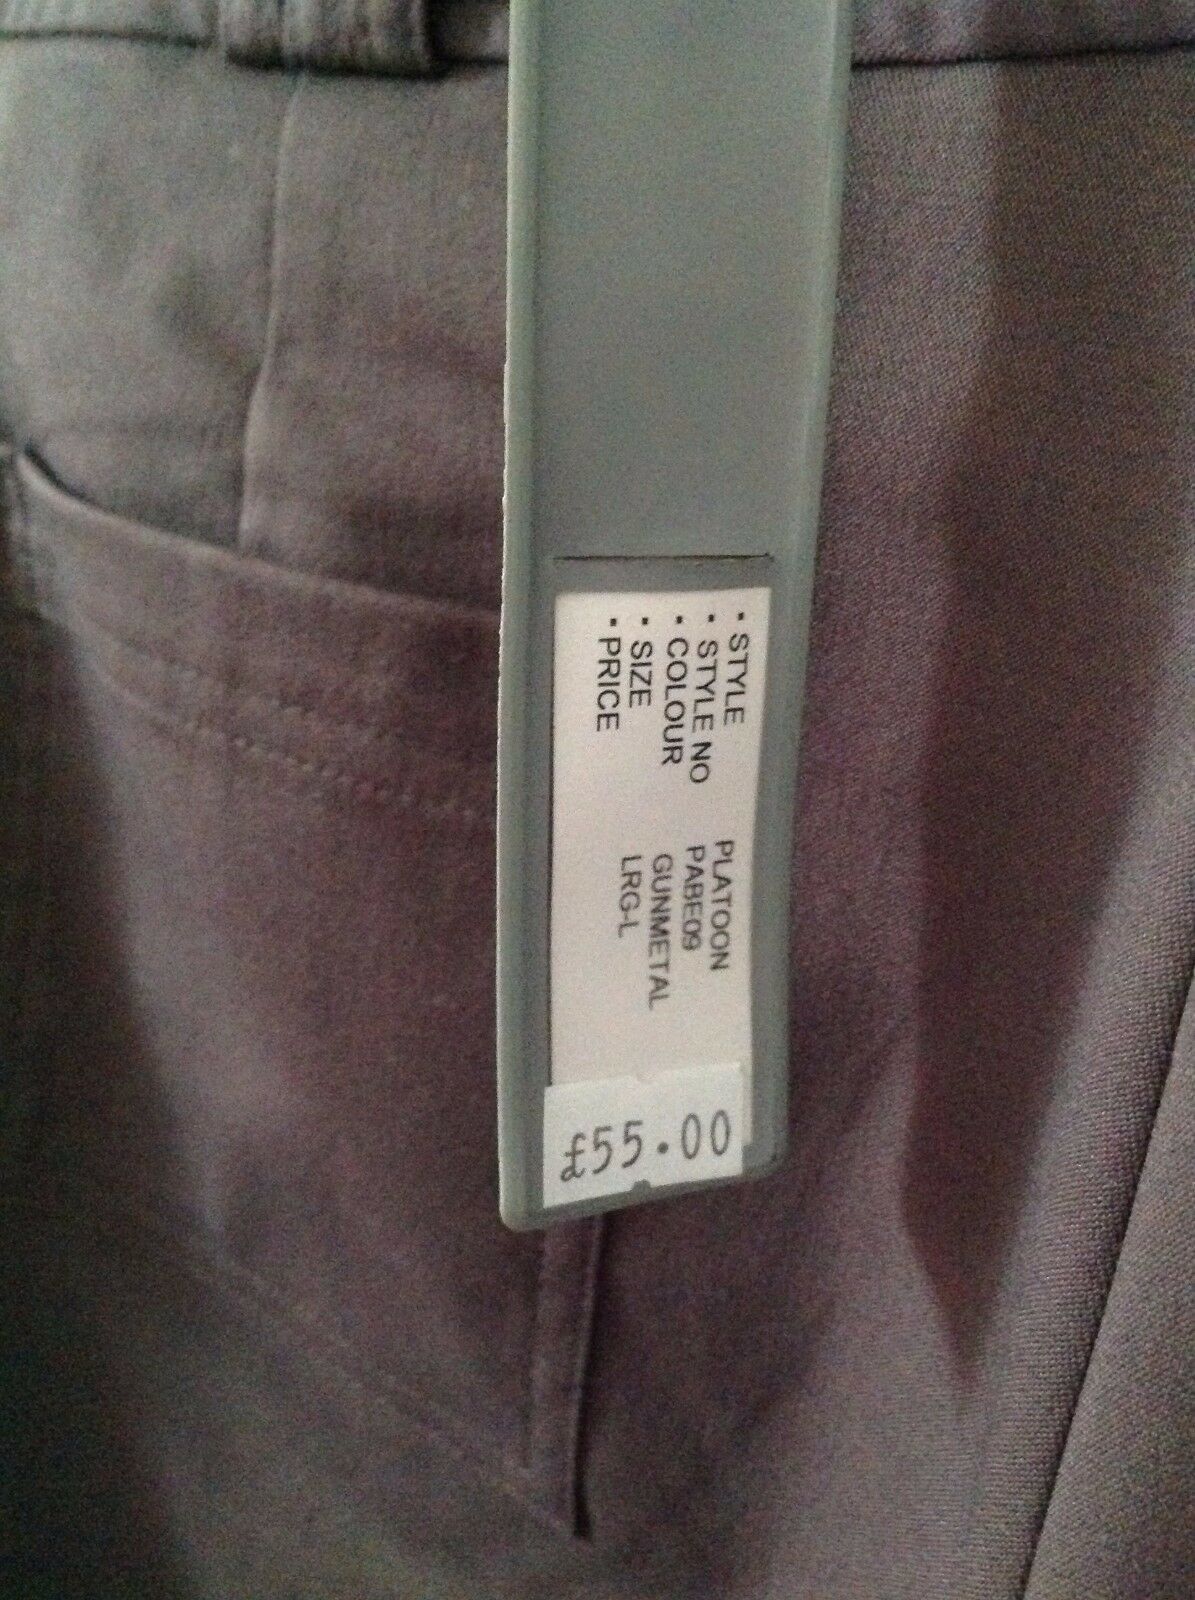 · STYLE PLATOON
· STYLE NO PABE09
· COLOUR GUNMETAL
· SIZE LRG-L
· PRICE
£55.00